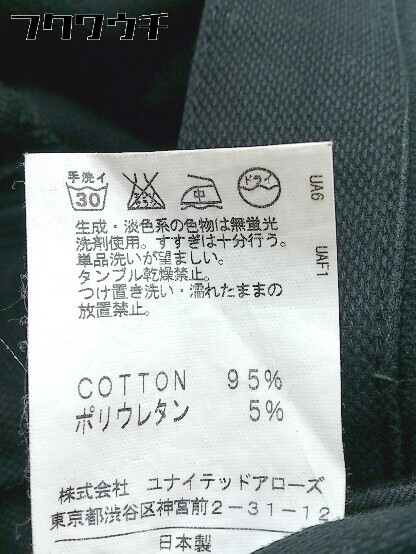 フクワウチ
手洗イ
30
中
ドライ
生成・淡色系の色物は無蛍光
洗剤使用。すすぎは十分行う。
単品洗いが望ましい。
タンブル乾燥禁止。
つけ置き洗い・濡れたままの
放置禁止。
UA6
UAF1
COTTON 95%
ポリウレタン 5%
株式会社 ユナイテッドアローズ
東京都渋谷区神宮前2-31-12
日本製